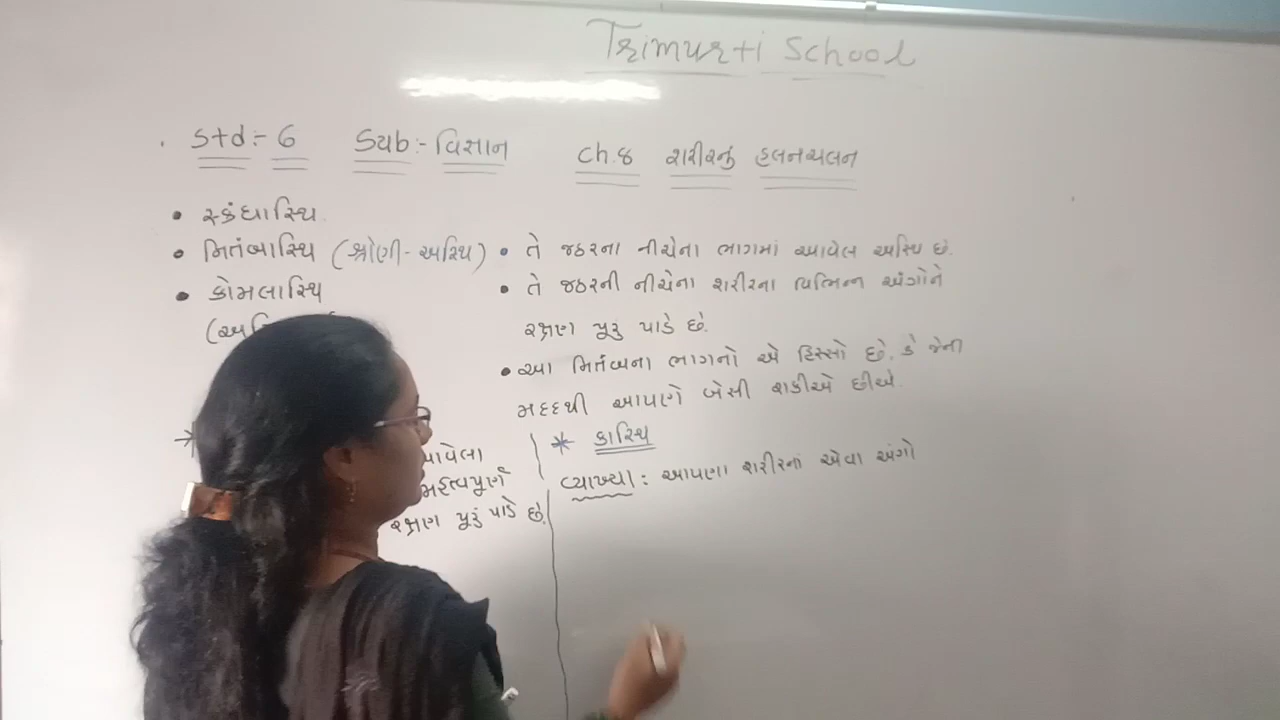 Trimurti School
Std:- 6 Sub:- વિજ્ઞાન Ch.8 શરીરનું હલનચલન
• સ્કંધાસ્થિ
• નિતંબાસ્થિ (શ્રોણી-અસ્થિ)
• કોમલાસ્થિ
• તે જઠરના નીચેના ભાગમાં આવેલ અસ્થિ છે.
• તે જઠરની નીચેના શરીરના વિભિન્ન અંગોને
રક્ષણ પૂરું પાડે છે.
• આ નિતંબના ભાગનો એ હિસ્સો છે. કે જેની
મદદથી આપણે બેસી શકીએ છીએ.
આવેલા
મહત્વપૂર્ણ
રક્ષણ પૂરું પાડે છે.
* કાસ્થિ
વ્યાખ્યા : આપણા શરીરનાં એવા અંગો